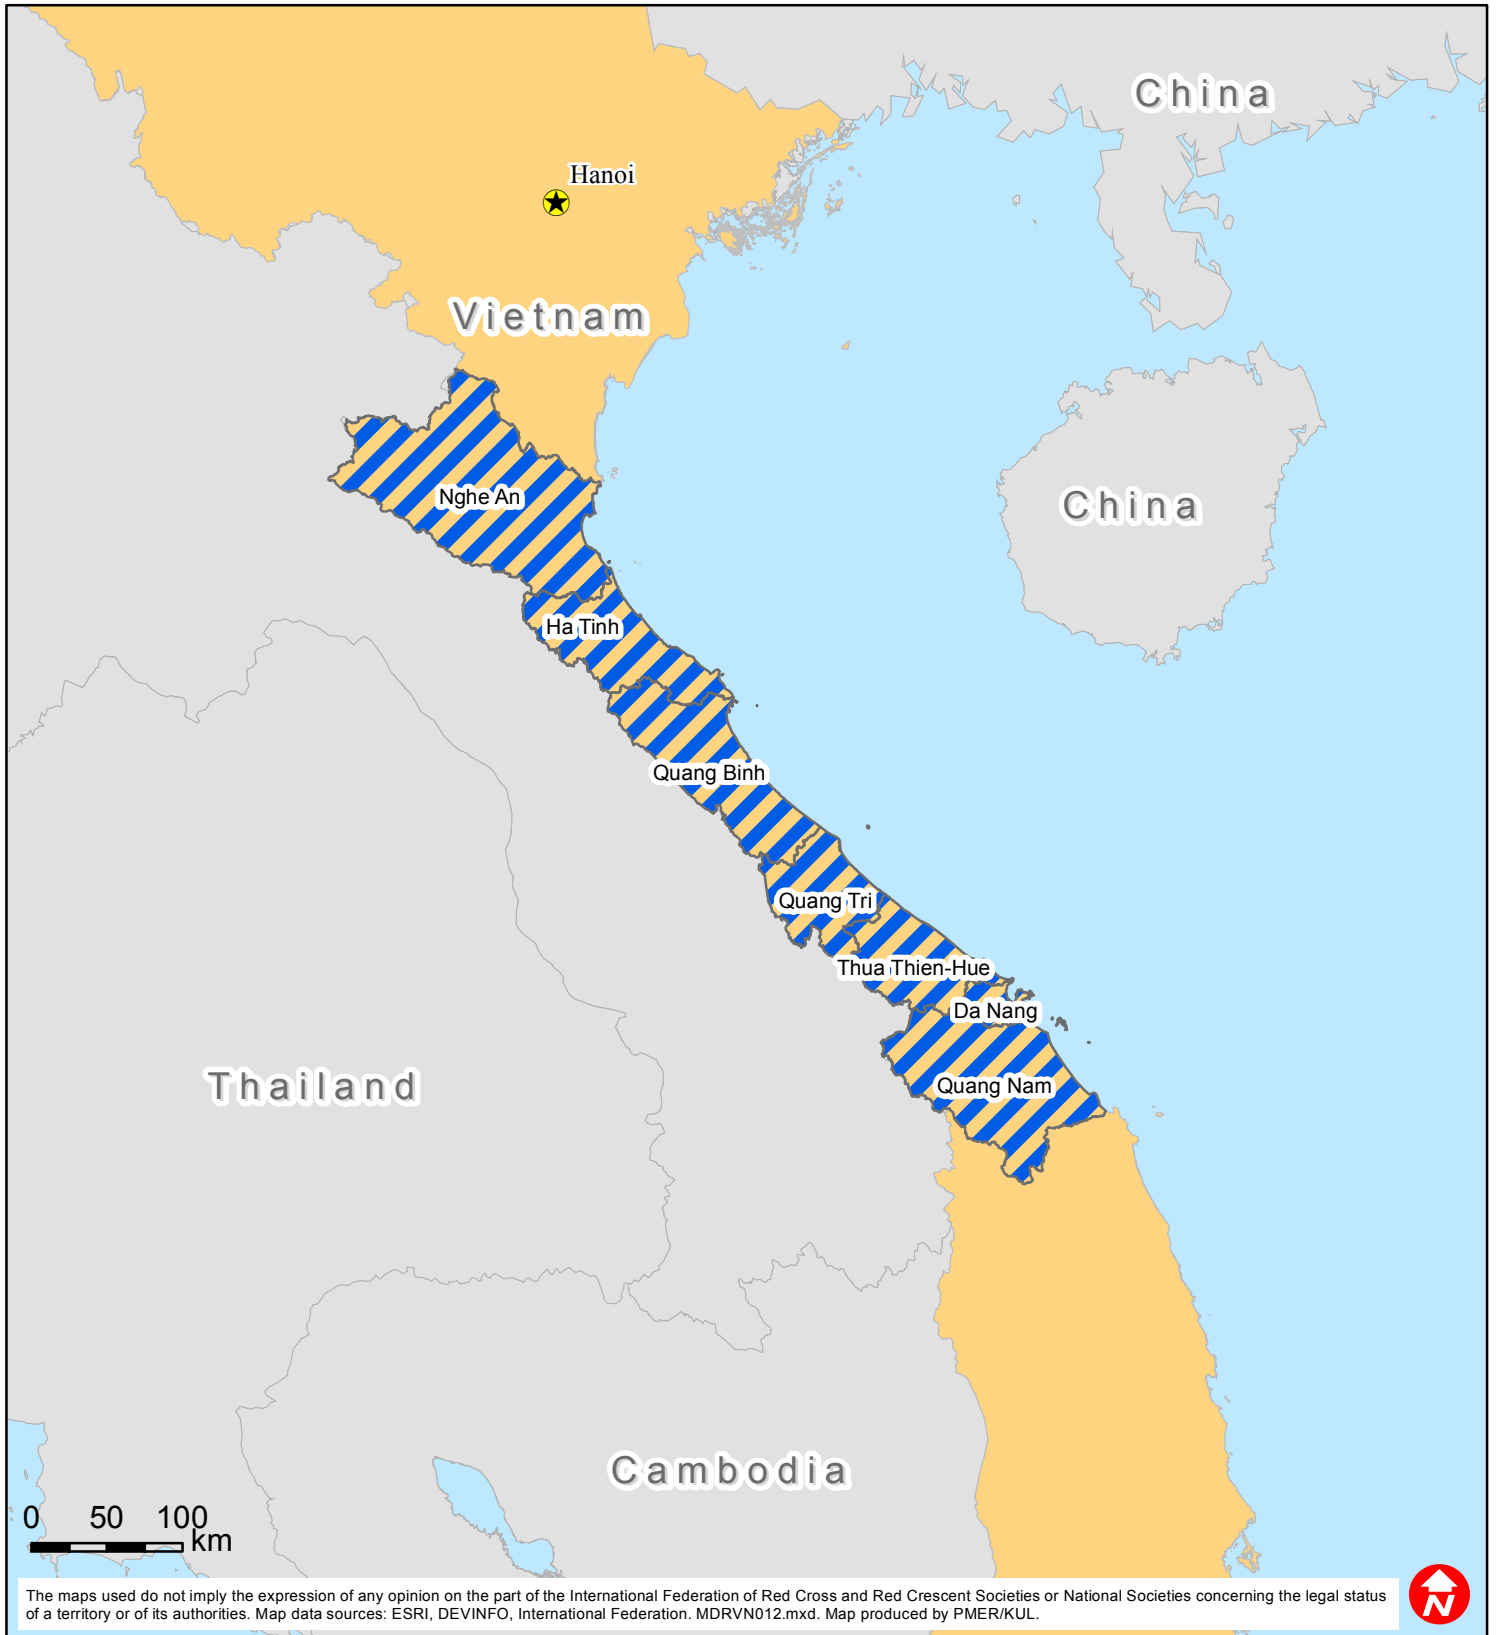 China
Hanoi
Vietnam
Nghe An
China
Ha Tinh
Quang Binh
Quang Tri
Thua Thien-Hue
Da Nang
Quang Nam
Thailand
Cambodia
0 50 100
km
The maps used do not imply the expression of any opinion on the part of the International Federation of Red Cross and Red Crescent Societies or National Societies concerning the legal status
of a territory or of its authorities. Map data sources: ESRI, DEVINFO, International Federation. MDRVN012.mxd. Map produced by PMER/KUL.
N